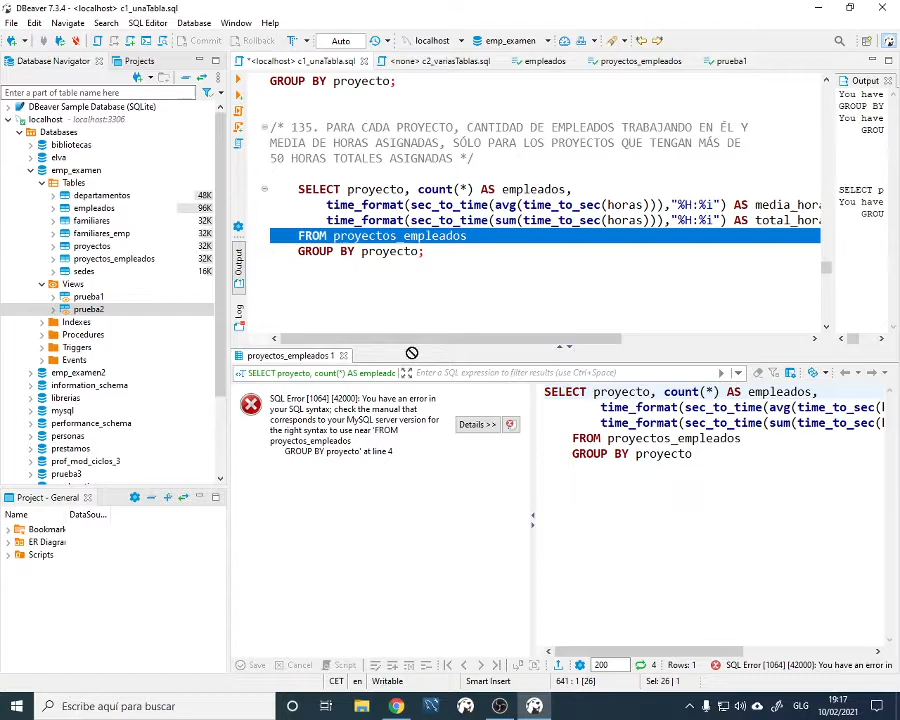 DBeaver 7.3.4 - <localhost> c1_unaTabla.sql
File Edit Navigate Search SQL Editor Database Window Help
Commit Rollback Auto localhost emp_examen
Database Navigator Projects
*<localhost> c1_unaTabla.sql <none> c2_variasTablas.sql empleados proyectos_empleados prueba1
Output
Enter a part of table name here
DBeaver Sample Database (SQLite)
localhost - localhost:3306
Databases
bibliotecas
elva
emp_examen
Tables
departamentos 48K
empleados 96K
familiares 32K
familiares_emp 32K
proyectos 32K
proyectos_empleados 32K
sedes 16K
Views
prueba1
prueba2
Indexes
Procedures
Triggers
Events
emp_examen2
information_schema
librerias
mysql
performance_schema
personas
prestamos
prof_mod_ciclos_3
prueba3
Project - General
Name DataSou...
Bookmark
ER Diagra
Scripts
GROUP BY proyecto;
/* 135. PARA CADA PROYECTO, CANTIDAD DE EMPLEADOS TRABAJANDO EN ÉL Y
MEDIA DE HORAS ASIGNADAS, SÓLO PARA LOS PROYECTOS QUE TENGAN MÁS DE
50 HORAS TOTALES ASIGNADAS */
SELECT proyecto, count(*) AS empleados,
time_format(sec_to_time(avg(time_to_sec(horas))),"%H:%i") AS media_hora
time_format(sec_to_time(sum(time_to_sec(horas))),"%H:%i") AS total_hora
FROM proyectos_empleados
GROUP BY proyecto;
Output
Log
You have
GROUP BY
You have
GROU
SELECT p
You have
GROU
proyectos_empleados 1
SELECT proyecto, count(*) AS empleadc
Enter a SQL expression to filter results (use Ctrl+Space)
SQL Error [1064] [42000]: You have an error in
your SQL syntax; check the manual that
corresponds to your MySQL server version for
the right syntax to use near 'FROM
proyectos_empleados
GROUP BY proyecto' at line 4
Details >>
SELECT proyecto, count(*) AS empleados,
time_format(sec_to_time(avg(time_to_sec(
time_format(sec_to_time(sum(time_to_sec(
FROM proyectos_empleados
GROUP BY proyecto
Save Cancel Script 200 4 Rows: 1 SQL Error [1064] [42000]: You have an error in
CET en Writable Smart Insert 641 : 1 [26] Sel: 26 | 1
Escribe aquí para buscar
GLG
19:17
10/02/2021